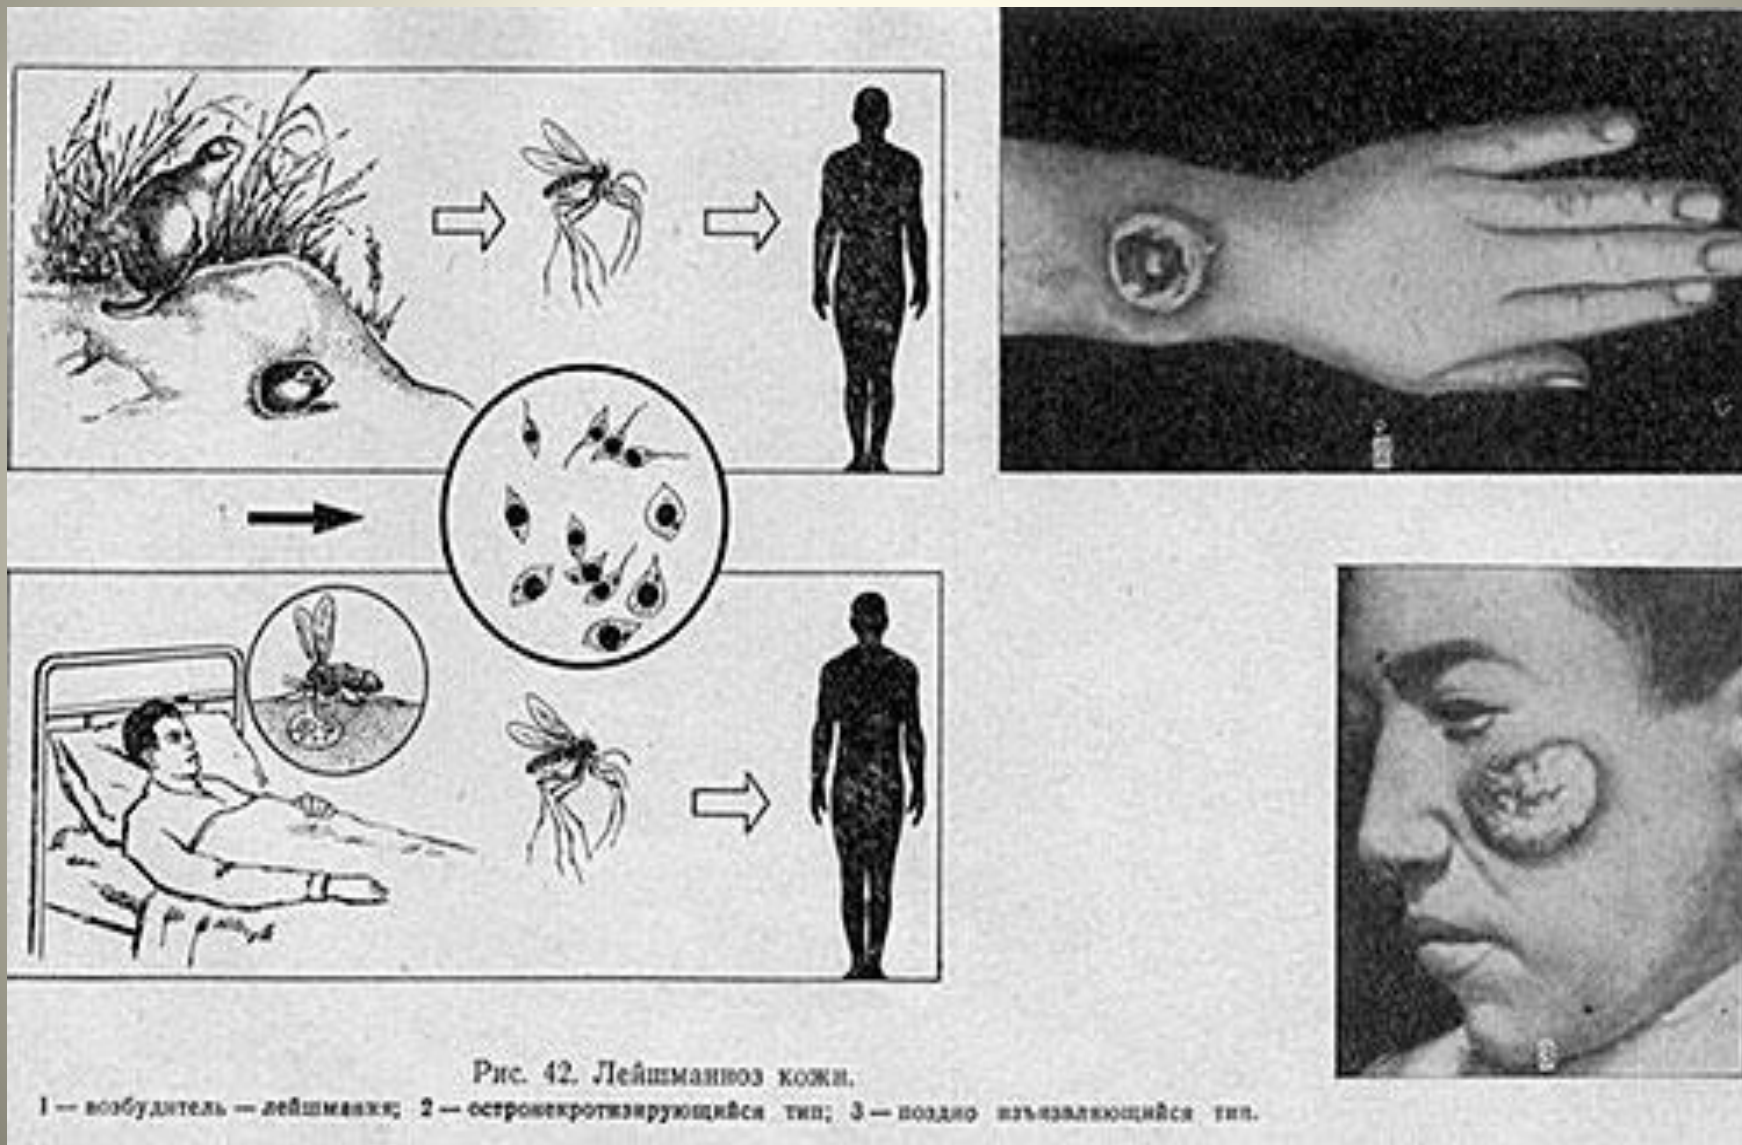 Рис. 42. Лейшманиоз кожи.
1 — возбудитель — лейшмания; 2 — остронекротизирующийся тип; 3 — поздно изъязвляющийся тип.